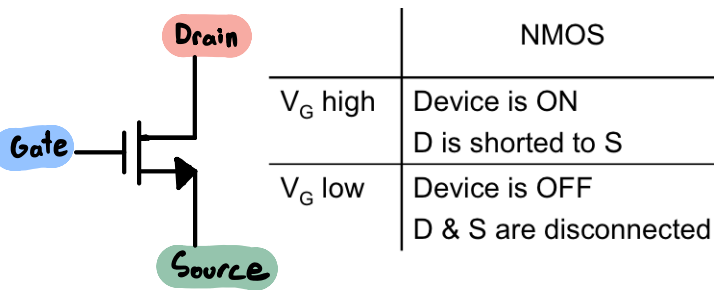 Drain
Gate
Source
NMOS
V_G high
Device is ON
D is shorted to S
V_G low
Device is OFF
D & S are disconnected